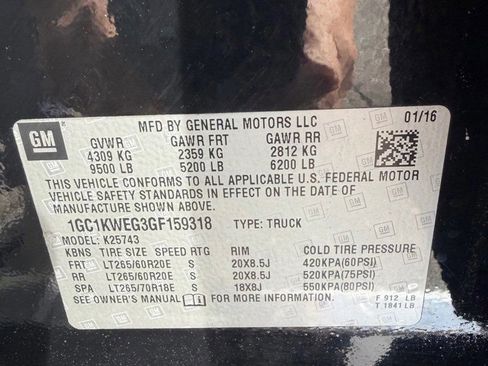 GM MFD BY GENERAL MOTORS LLC 01/16
GVWR GAWR FRT GAWR RR
4309 KG 2359 KG 2812 KG
9500 LB 5200 LB 6200 LB
THIS VEHICLE CONFORMS TO ALL APPLICABLE U.S. FEDERAL MOTOR
VEHICLE SAFETY STANDARDS IN EFFECT ON THE DATE OF
MANUFACTURE SHOWN ABOVE.
1GC1KWEG3GF159318 TYPE: TRUCK
MODEL: K25743
KBNS TIRE SIZE SPEED RTG RIM COLD TIRE PRESSURE
FRT LT265/60R20E S 20X8.5J 420KPA(60PSI)
RR LT265/60R20E S 20X8.5J 520KPA(75PSI)
SPA LT265/70R18E S 18X8J 550KPA(80PSI)
SEE OWNER'S MANUAL FOR MORE INFORMATION. F 912 LB
T 1841 LB